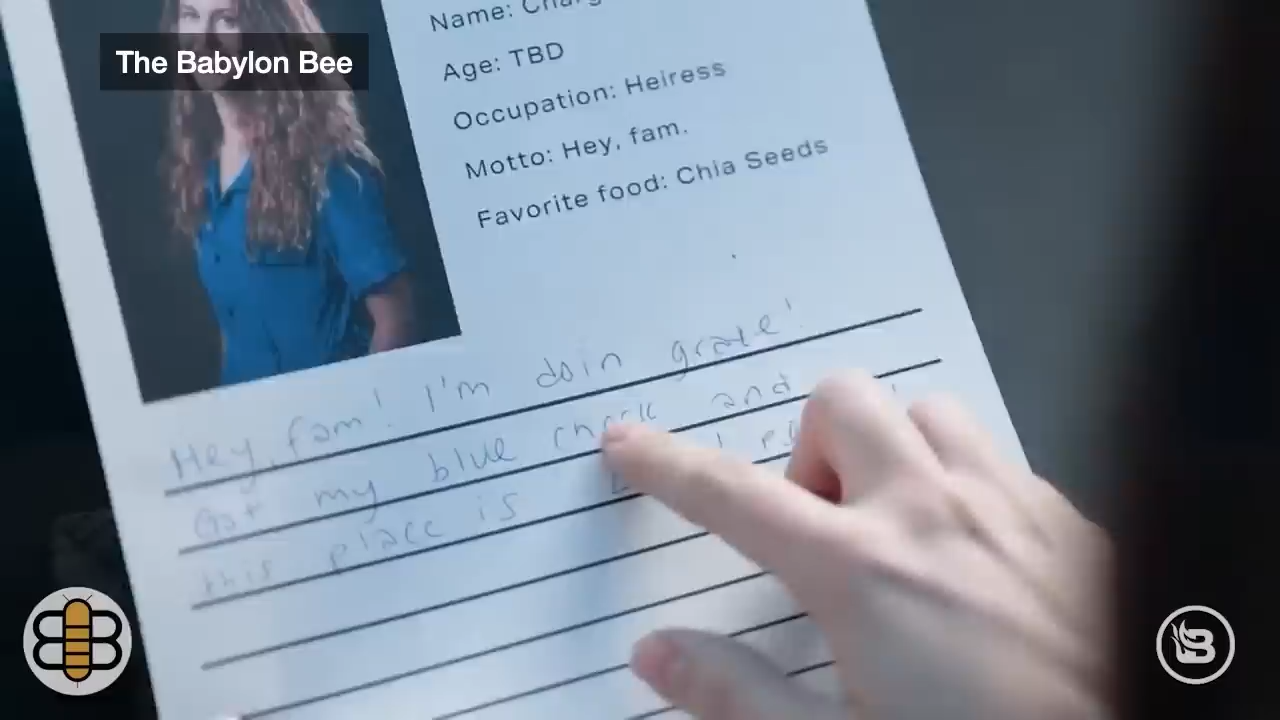 The Babylon Bee
Name:
Age: TBD
Occupation: Heiress
Motto: Hey, fam.
Favorite food: Chia Seeds
Hey, fam! I'm doin grate!
Got my blue check and
this place is
B